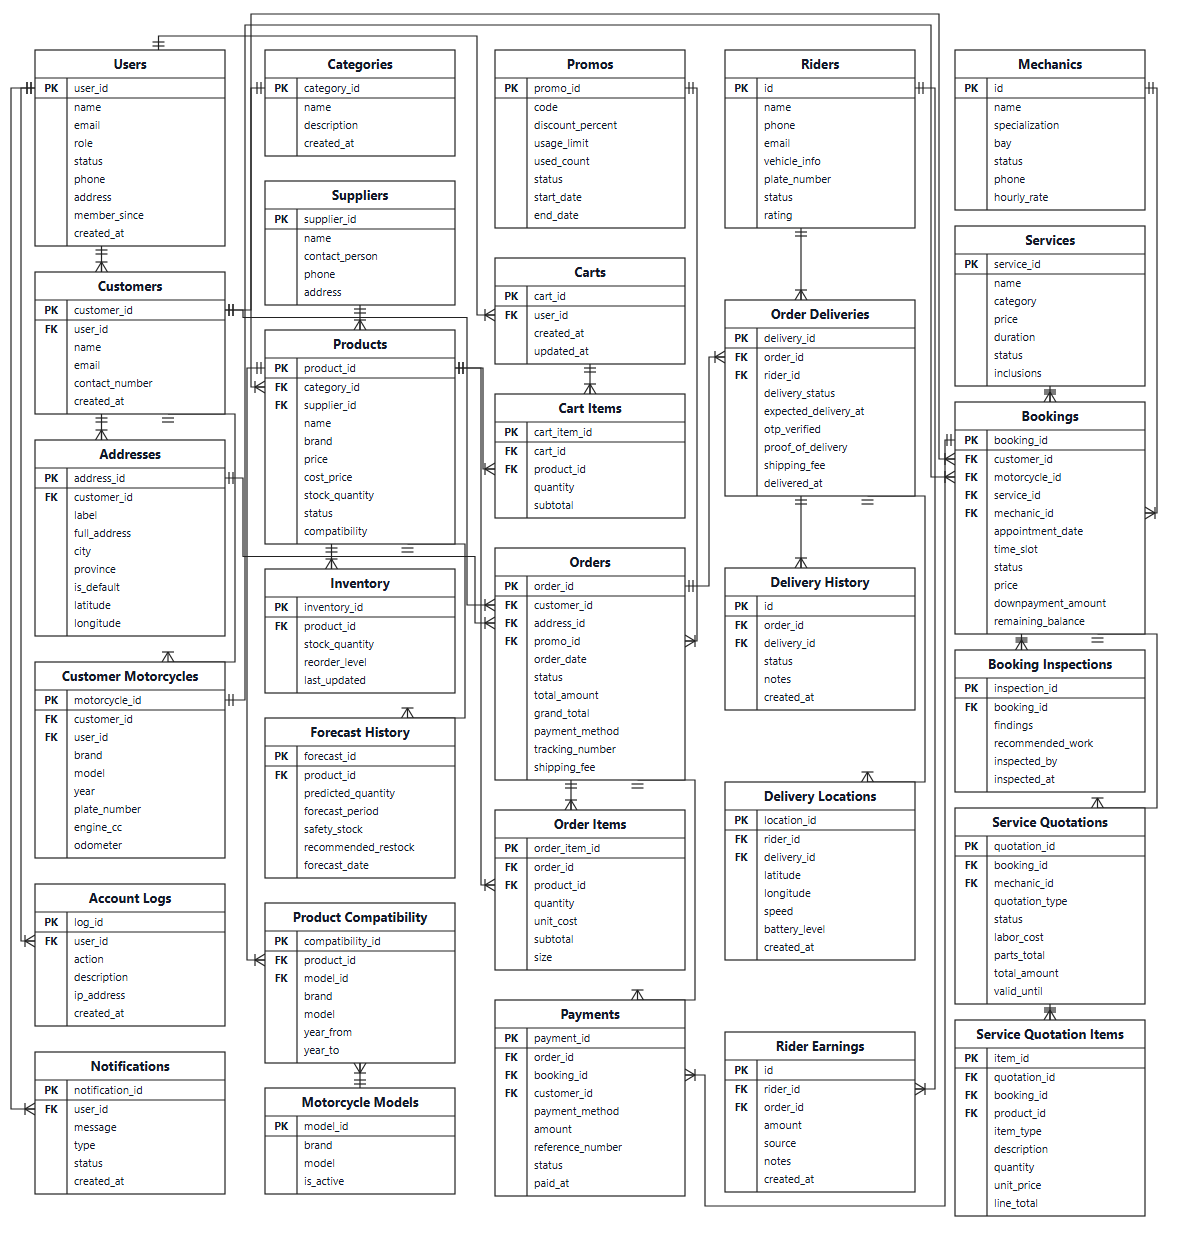 Users
PK user_id
name
email
role
status
phone
address
member_since
created_at
Customers
PK customer_id
FK user_id
name
email
contact_number
created_at
Addresses
PK address_id
FK customer_id
label
full_address
city
province
is_default
latitude
longitude
Customer Motorcycles
PK motorcycle_id
FK customer_id
FK user_id
brand
model
year
plate_number
engine_cc
odometer
Account Logs
PK log_id
FK user_id
action
description
ip_address
created_at
Notifications
PK notification_id
FK user_id
message
type
status
created_at
Categories
PK category_id
name
description
created_at
Suppliers
PK supplier_id
name
contact_person
phone
address
Products
PK product_id
FK category_id
FK supplier_id
name
brand
price
cost_price
stock_quantity
status
compatibility
Inventory
PK inventory_id
FK product_id
stock_quantity
reorder_level
last_updated
Forecast History
PK forecast_id
FK product_id
predicted_quantity
forecast_period
safety_stock
recommended_restock
forecast_date
Product Compatibility
PK compatibility_id
FK product_id
FK model_id
brand
model
year_from
year_to
Motorcycle Models
PK model_id
brand
model
is_active
Promos
PK promo_id
code
discount_percent
usage_limit
used_count
status
start_date
end_date
Carts
PK cart_id
FK user_id
created_at
updated_at
Cart Items
PK cart_item_id
FK cart_id
FK product_id
quantity
subtotal
Orders
PK order_id
FK customer_id
FK address_id
FK promo_id
order_date
status
total_amount
grand_total
payment_method
tracking_number
shipping_fee
Order Items
PK order_item_id
FK order_id
FK product_id
quantity
unit_cost
subtotal
size
Payments
PK payment_id
FK order_id
FK booking_id
FK customer_id
payment_method
amount
reference_number
status
paid_at
Riders
PK id
name
phone
email
vehicle_info
plate_number
status
rating
Order Deliveries
PK delivery_id
FK order_id
FK rider_id
delivery_status
expected_delivery_at
otp_verified
proof_of_delivery
shipping_fee
delivered_at
Delivery History
PK id
FK order_id
FK delivery_id
status
notes
created_at
Delivery Locations
PK location_id
FK rider_id
FK delivery_id
latitude
longitude
speed
battery_level
created_at
Rider Earnings
PK id
FK rider_id
FK order_id
amount
source
notes
created_at
Mechanics
PK id
name
specialization
bay
status
phone
hourly_rate
Services
PK service_id
name
category
price
duration
status
inclusions
Bookings
PK booking_id
FK customer_id
FK motorcycle_id
FK service_id
FK mechanic_id
appointment_date
time_slot
status
price
downpayment_amount
remaining_balance
Booking Inspections
PK inspection_id
FK booking_id
findings
recommended_work
inspected_by
inspected_at
Service Quotations
PK quotation_id
FK booking_id
FK mechanic_id
quotation_type
status
labor_cost
parts_total
total_amount
valid_until
Service Quotation Items
PK item_id
FK quotation_id
FK booking_id
FK product_id
item_type
description
quantity
unit_price
line_total